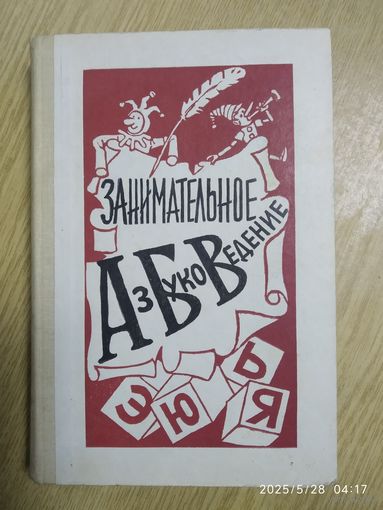 ЗАНИМАТЕЛЬНОЕ
АЗБУКОВЕДЕНИЕ
Ь
З Ю Я
2025/5/28 04:17